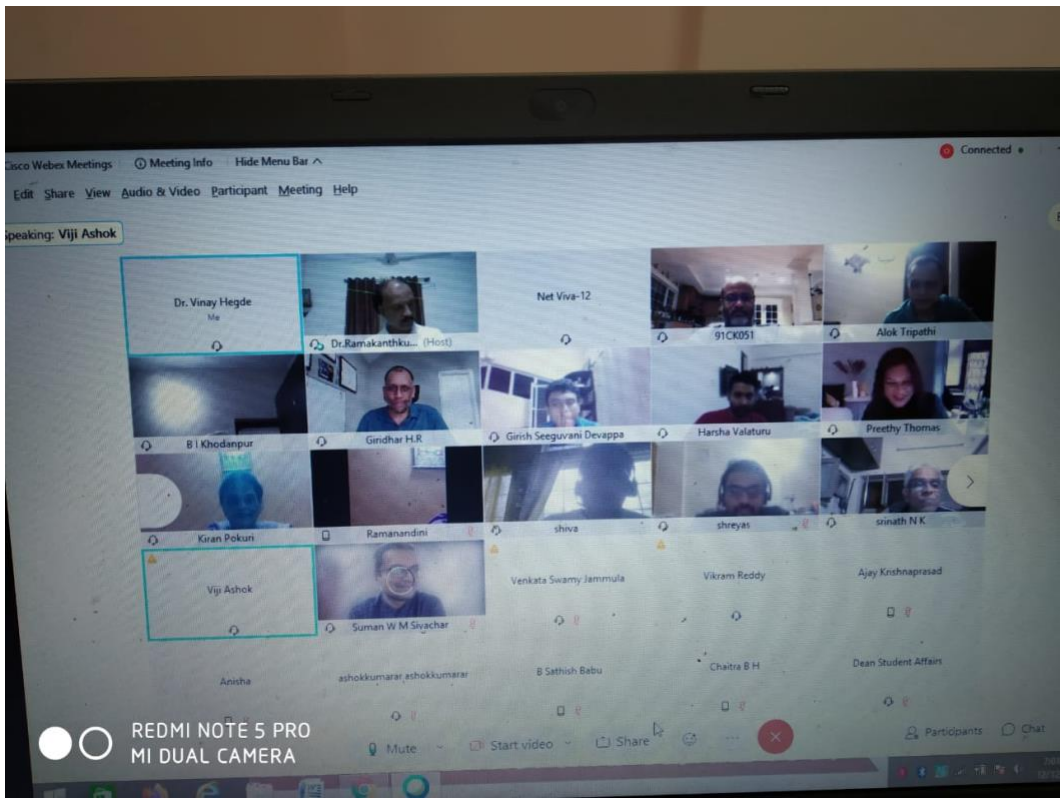 Cisco Webex Meetings Meeting Info Hide Menu Bar
Connected
Edit Share View Audio & Video Participant Meeting Help
Speaking: Viji Ashok
Dr. Vinay Hegde
Me
Dr.Ramakanthku... (Host)
Net Viva-12
91CK051
Alok Tripathi
B I Khodanpur
Giridhar H.R
Girish Seeguvani Devappa
Harsha Valaturu
Preethy Thomas
Kiran Pokuri
Ramanandini
shiva
shreyas
srinath N K
Viji Ashok
Suman W M Sivachar
Venkata Swamy Jammula
Vikram Reddy
Ajay Krishnaprasad
Anisha
ashokkumarar ashokkumarar
B Sathish Babu
Chaitra B H
Dean Student Affairs
Mute Start video Share
Participants Chat
REDMI NOTE 5 PRO
MI DUAL CAMERA